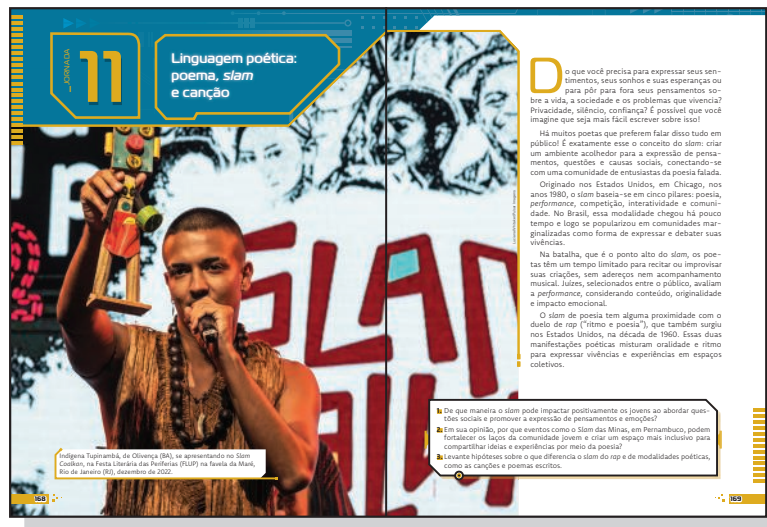 JORNADA
11
Linguagem poética:
poema, slam
e canção
SLAM
Indígena Tupinambá, de Olivença (BA), se apresentando no Slam
Coalkan, na Festa Literária das Periferias (FLUP) na favela da Maré,
Rio de Janeiro (RJ), dezembro de 2022.
168
Do que você precisa para expressar seus sen-
timentos, seus sonhos e suas esperanças ou
para pôr para fora seus pensamentos so-
bre a vida, a sociedade e os problemas que vivencia?
Privacidade, silêncio, confiança? É possível que você
imagine que seja mais fácil escrever sobre isso!
Há muitos poetas que preferem falar disso tudo em
público! É exatamente esse o conceito do slam: criar
um ambiente acolhedor para a expressão de pensa-
mentos, questões e causas sociais, conectando-se
com uma comunidade de entusiastas da poesia falada.
Originado nos Estados Unidos, em Chicago, nos
anos 1980, o slam baseia-se em cinco pilares: poesia,
performance, competição, interatividade e comuni-
dade. No Brasil, essa modalidade chegou há pouco
tempo e logo se popularizou em comunidades mar-
ginalizadas como forma de expressar e debater suas
vivências.
Na batalha, que é o ponto alto do slam, os poe-
tas têm um tempo limitado para recitar ou improvisar
suas criações, sem adereços nem acompanhamento
musical. Juízes, selecionados entre o público, avaliam
a performance, considerando conteúdo, originalidade
e impacto emocional.
O slam de poesia tem alguma proximidade com o
duelo de rap ("ritmo e poesia"), que também surgiu
nos Estados Unidos, na década de 1960. Essas duas
manifestações poéticas misturam oralidade e ritmo
para expressar vivências e experiências em espaços
coletivos.
1. De que maneira o slam pode impactar positivamente os jovens ao abordar ques-
tões sociais e promover a expressão de pensamentos e emoções?
2. Em sua opinião, por que eventos como o Slam das Minas, em Pernambuco, podem
fortalecer os laços da comunidade jovem e criar um espaço mais inclusivo para
compartilhar ideias e experiências por meio da poesia?
3. Levante hipóteses sobre o que diferencia o slam do rap e de modalidades poéticas,
como as canções e poemas escritos.
169